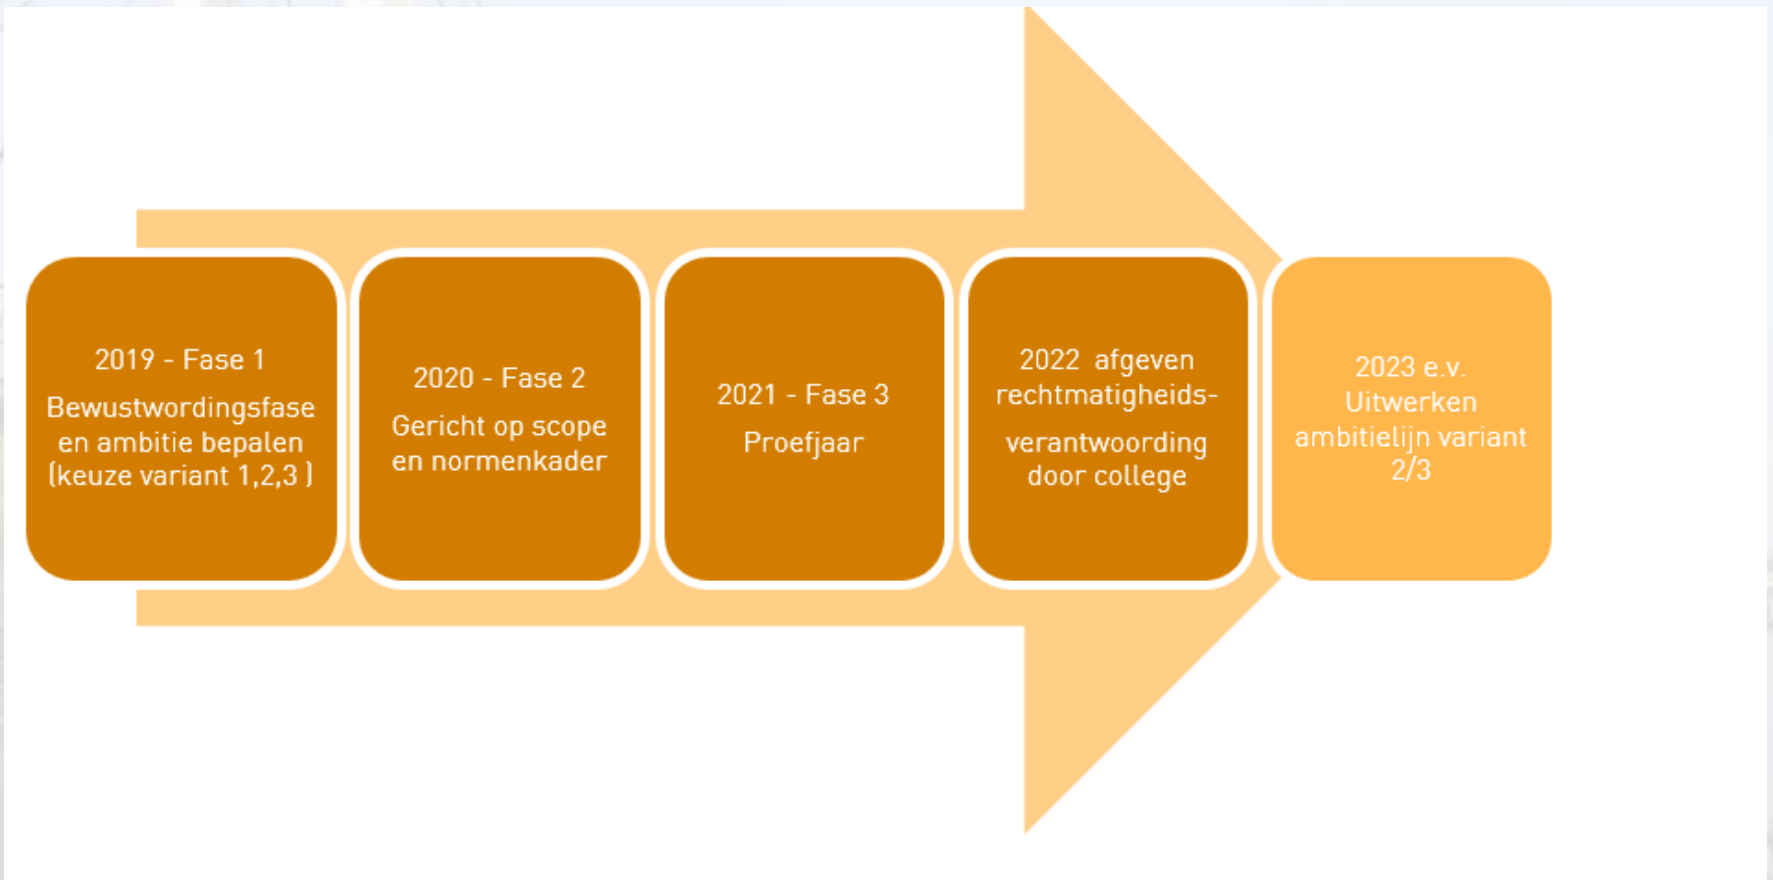 2019 - Fase 1
Bewustwordingsfase
en ambitie bepalen
(keuze variant 1,2,3 )
2020 - Fase 2
Gericht op scope
en normenkader
2021 - Fase 3
Proefjaar
2022  afgeven
rechtmatigheids-
verantwoording
door college
2023 e.v.
Uitwerken
ambitielijn variant
2/3